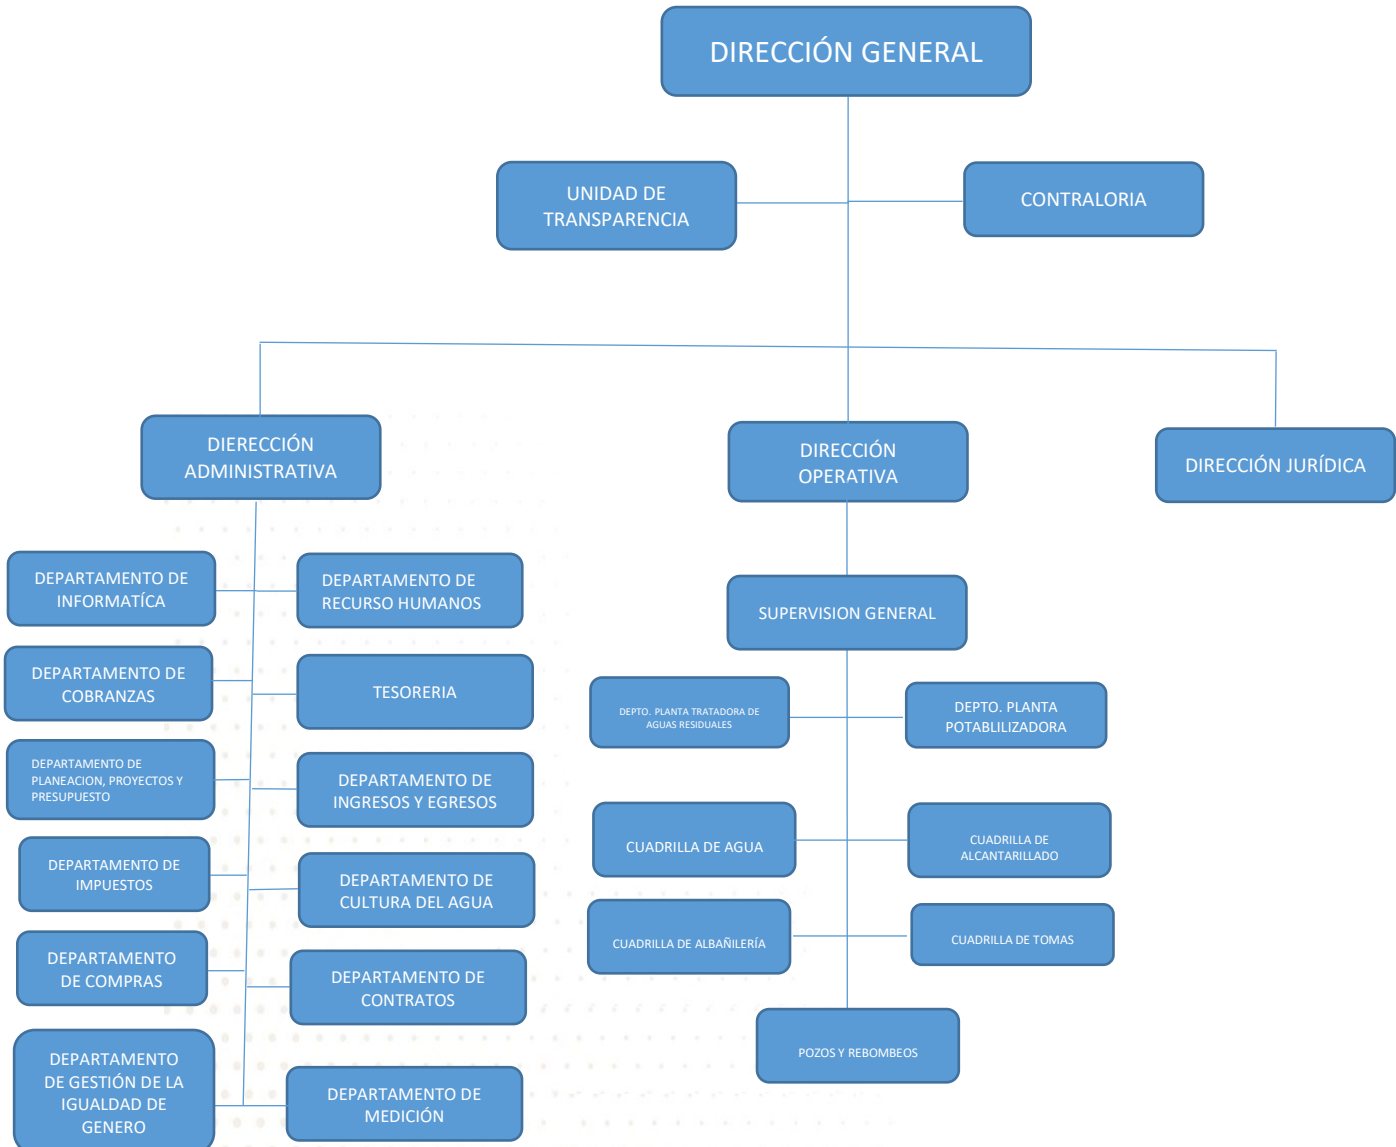 DIRECCIÓN GENERAL
UNIDAD DE
TRANSPARENCIA
CONTRALORIA
DIERECCIÓN
ADMINISTRATIVA
DIRECCIÓN
OPERATIVA
DIRECCIÓN JURÍDICA
DEPARTAMENTO DE
INFORMATÍCA
DEPARTAMENTO DE
RECURSO HUMANOS
DEPARTAMENTO DE
COBRANZAS
TESORERIA
DEPARTAMENTO DE
PLANEACION, PROYECTOS Y
PRESUPUESTO
DEPARTAMENTO DE
INGRESOS Y EGRESOS
DEPARTAMENTO DE
IMPUESTOS
DEPARTAMENTO DE
CULTURA DEL AGUA
DEPARTAMENTO
DE COMPRAS
DEPARTAMENTO DE
CONTRATOS
DEPARTAMENTO
DE GESTIÓN DE LA
IGUALDAD DE
GENERO
DEPARTAMENTO DE
MEDICIÓN
SUPERVISION GENERAL
DEPTO. PLANTA TRATADORA DE
AGUAS RESIDUALES
DEPTO. PLANTA
POTABLILIZADORA
CUADRILLA DE AGUA
CUADRILLA DE
ALCANTARILLADO
CUADRILLA DE ALBAÑILERÍA
CUADRILLA DE TOMAS
POZOS Y REBOMBEOS